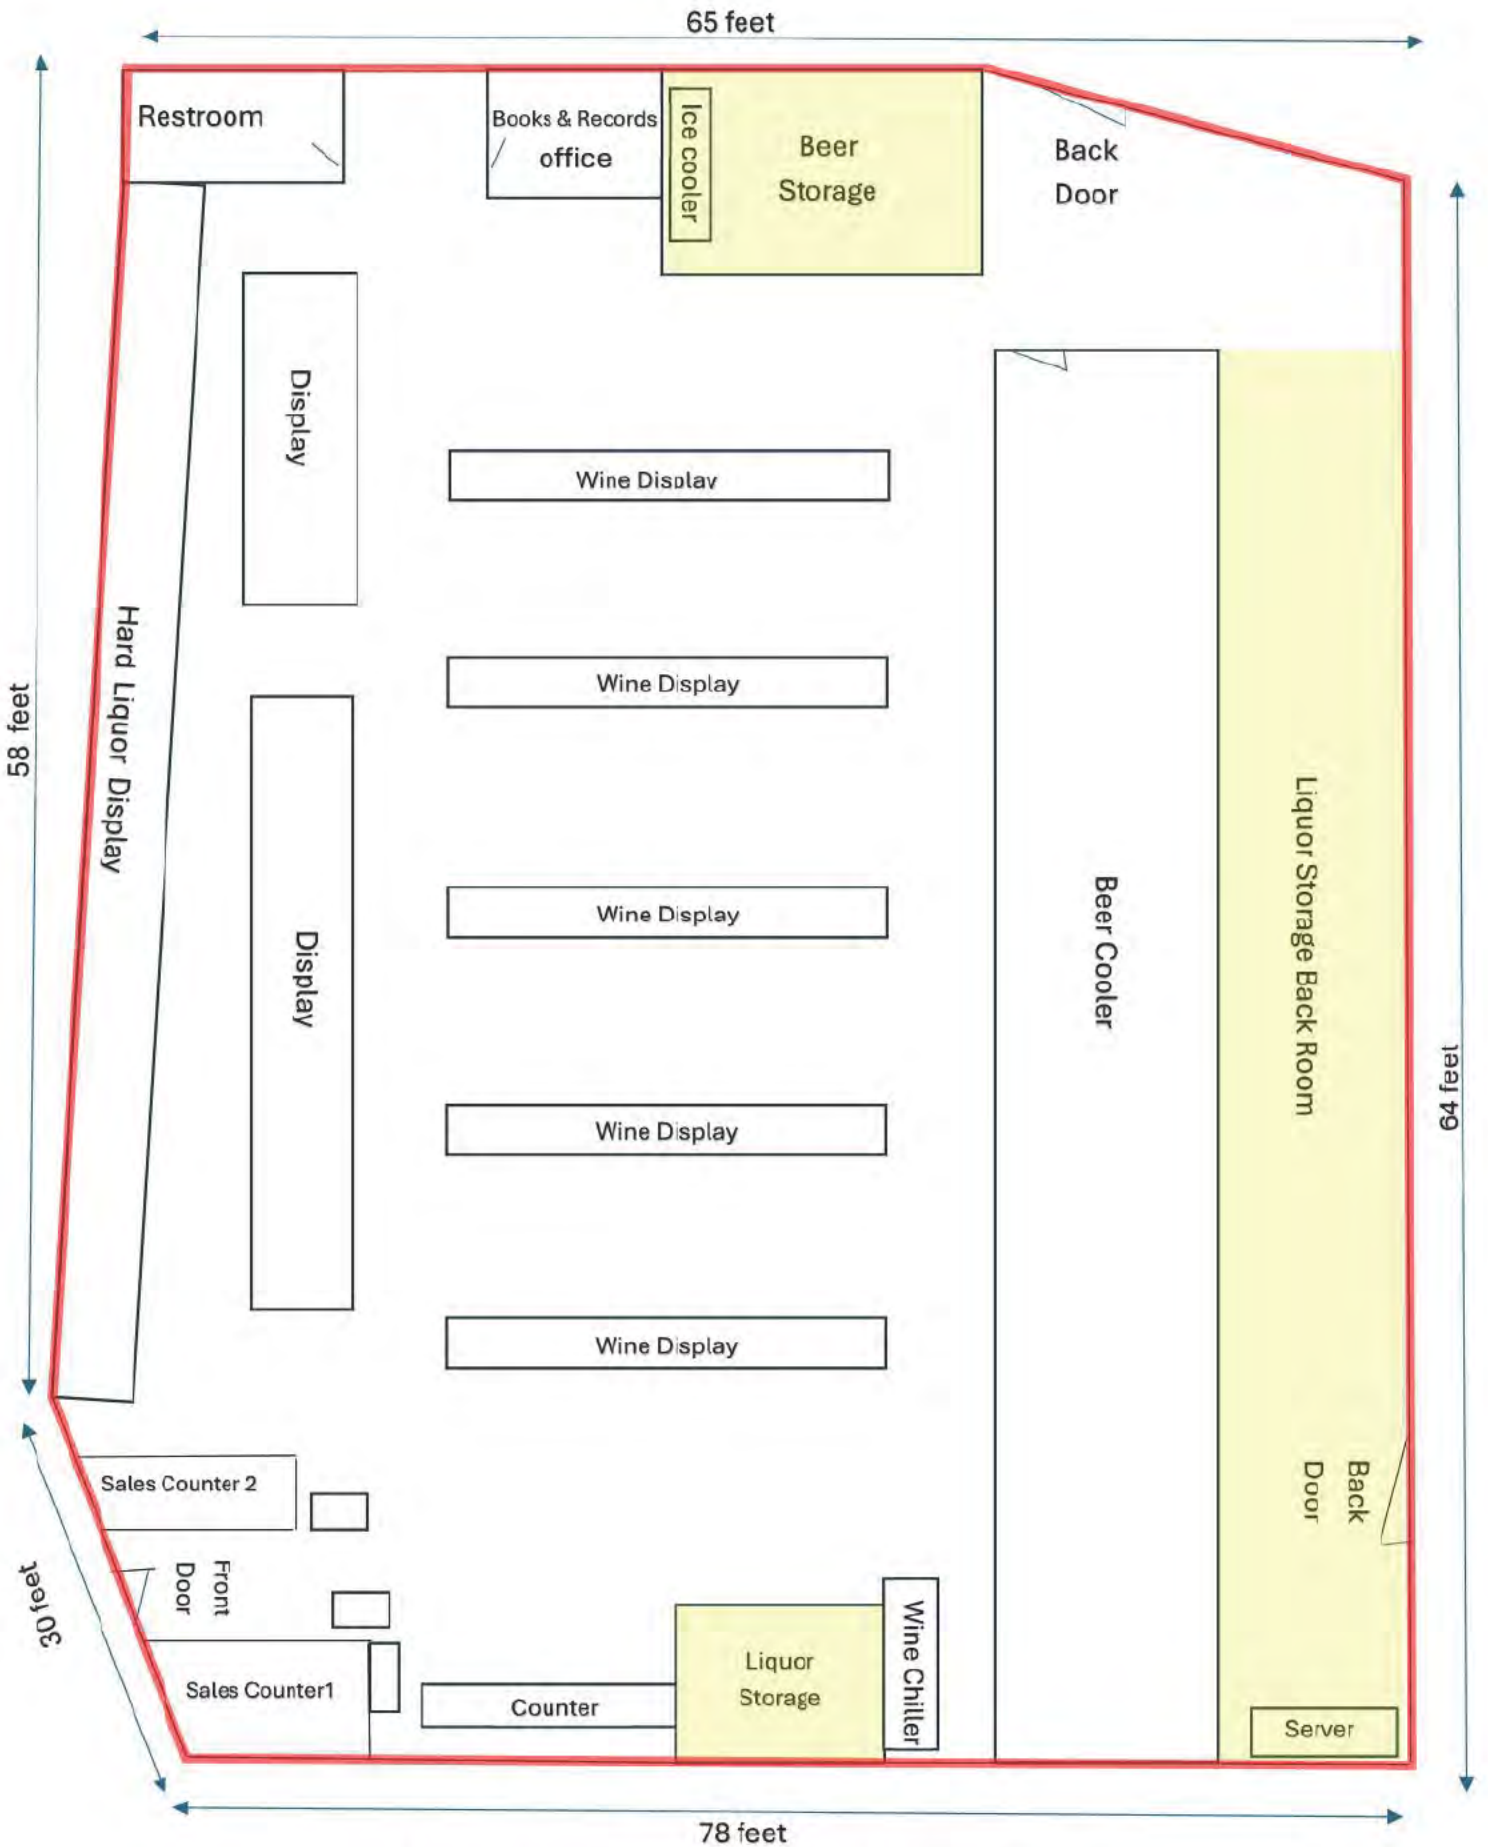 65 feet
Restroom
Books & Records
office
Ice cooler
Beer
Storage
Back
Door
Display
Wine Display
58 feet
Hard Liquor Display
Wine Display
Liquor Storage Back Room
Beer Cooler
Wine Display
Display
64 feet
Wine Display
Wine Display
Sales Counter 2
Back
Door
Front
Door
30 feet
Sales Counter1
Counter
Liquor
Storage
Wine Chiller
Server
78 feet